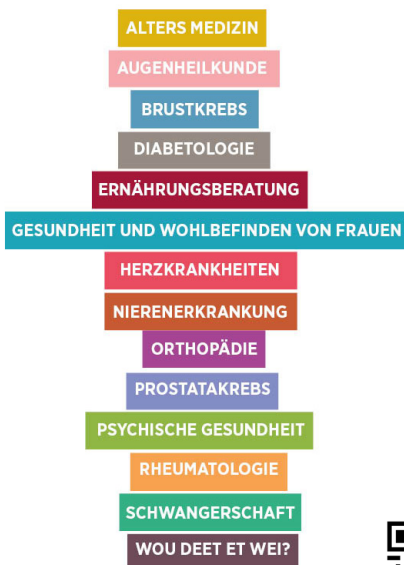 ALTERS MEDIZIN
AUGENHEILKUNDE
BRUSTKREBS
DIABETOLOGIE
ERNÄHRUNGSBERATUNG
GESUNDHEIT UND WOHLBEFINDEN VON FRAUEN
HERZKRANKHEITEN
NIERENERKRANKUNG
ORTHOPÄDIE
PROSTATAKREBS
PSYCHISCHE GESUNDHEIT
RHEUMATOLOGIE
SCHWANGERSCHAFT
WOU DEET ET WEI?